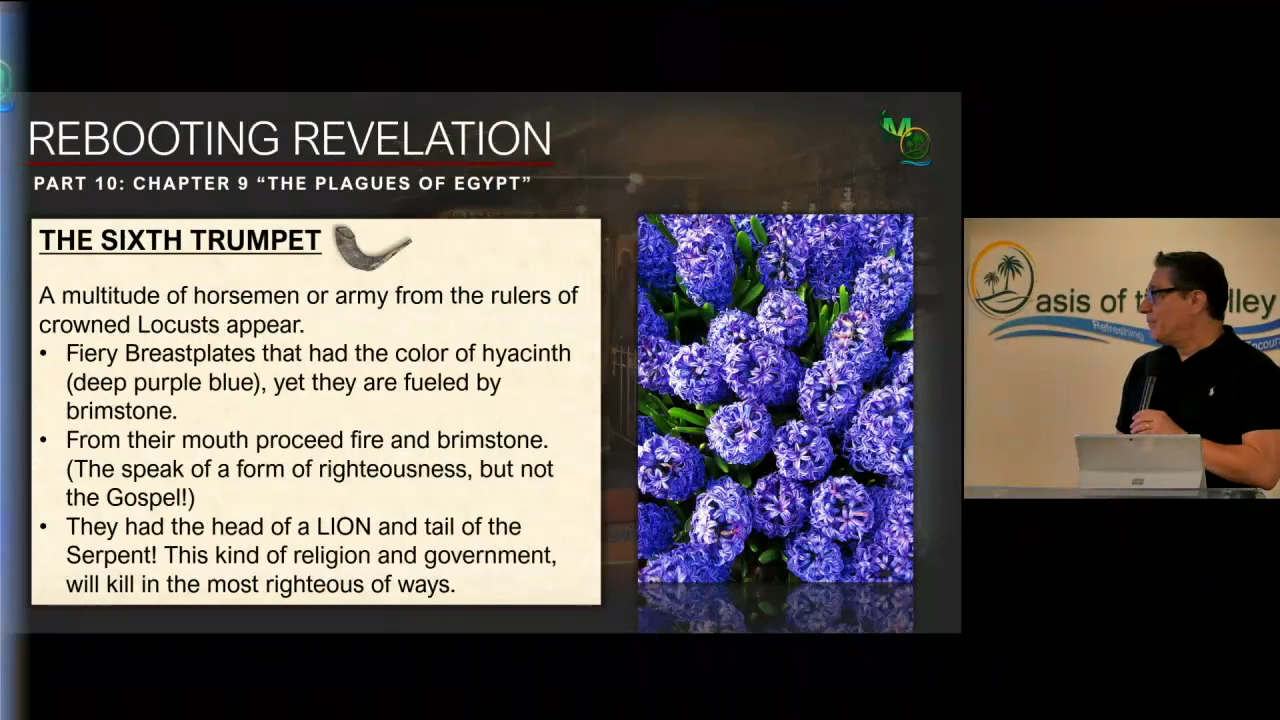 REBOOTING REVELATION
PART 10: CHAPTER 9 “THE PLAGUES OF EGYPT”
THE SIXTH TRUMPET
A multitude of horsemen or army from the rulers of
crowned Locusts appear.
• Fiery Breastplates that had the color of hyacinth
(deep purple blue), yet they are fueled by
brimstone.
• From their mouth proceed fire and brimstone.
(The speak of a form of righteousness, but not
the Gospel!)
• They had the head of a LION and tail of the
Serpent! This kind of religion and government,
will kill in the most righteous of ways.
M
asis of t lley
Refreshing
Encour